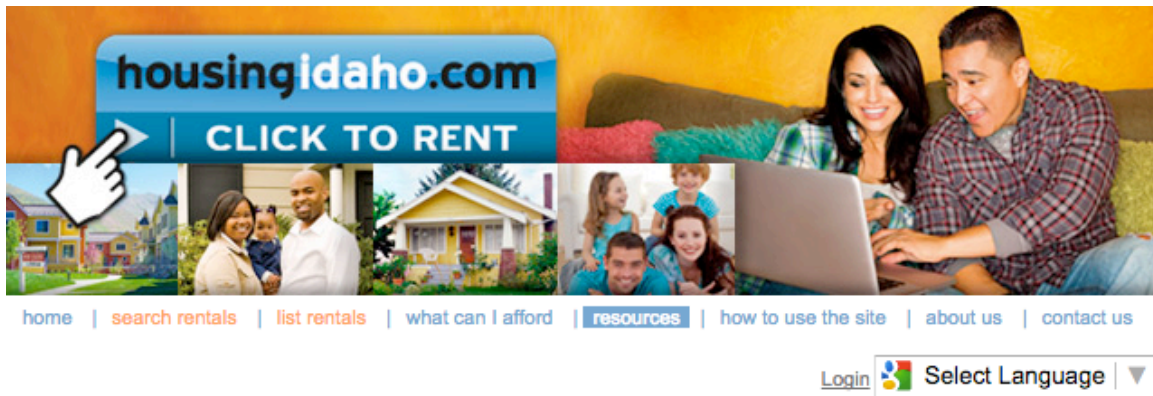 housingidaho.com
CLICK TO RENT
home | search rentals | list rentals | what can I afford | resources | how to use the site | about us | contact us
Login Select Language